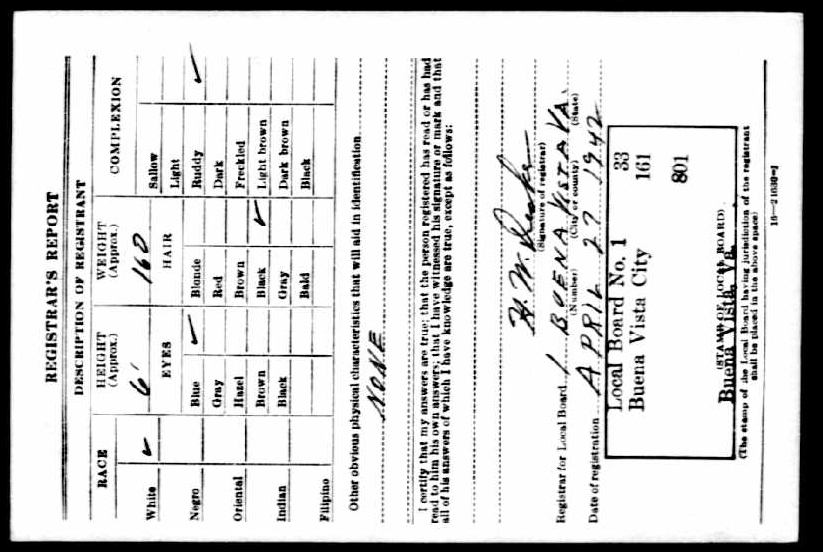 REGISTRAR'S REPORT
DESCRIPTION OF REGISTRANT
RACE HEIGHT (Approx.) WEIGHT (Approx.) COMPLEXION
White ✓ 6' 160 Sallow
EYES HAIR Light
Negro Blue ✓ Blonde Ruddy ✓
Gray Red Dark
Oriental Hazel Brown Freckled
Brown Black ✓ Light brown
Indian Black Gray Dark brown
Bald Black
Filipino
Other obvious physical characteristics that will aid in identification
NONE
I certify that my answers are true; that the person registered has read or has had
read to him his own answers; that I have witnessed his signature or mark and that
all of his answers of which I have knowledge are true, except as follows:
H. W.
(Signature of registrar)
Registrar for Local Board 1 BUENA VISTA VA.
(Number) (City or county) (State)
Date of registration APRIL 27 1942
Local Board No. 1 33
Buena Vista City 161
801
(STAMP OF LOCAL BOARD)
Buena Vista, Va.
(The stamp of the Local Board having jurisdiction of the registrant
shall be placed in the above space)
16—21630-1